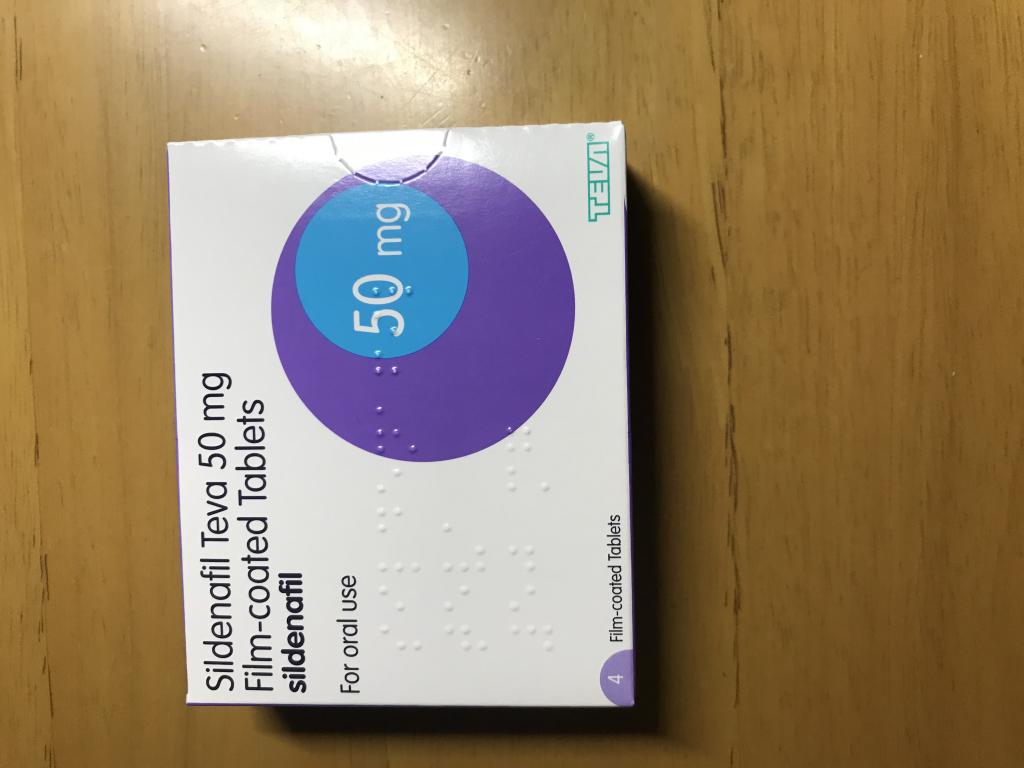 Sildenafil Teva 50 mg
Film-coated Tablets
sildenafil
For oral use
50 mg
4
Film-coated Tablets
TEVA®